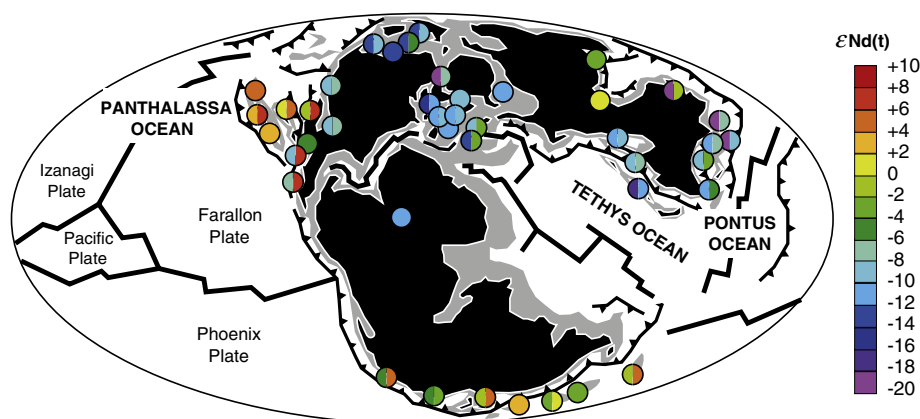 εNd(t)
+10
+8
+6
+4
+2
0
-2
-4
-6
-8
-10
-12
-14
-16
-18
-20
PANTHALASSA
OCEAN
Izanagi
Plate
Pacific
Plate
Farallon
Plate
Phoenix
Plate
TETHYS OCEAN
PONTUS
OCEAN